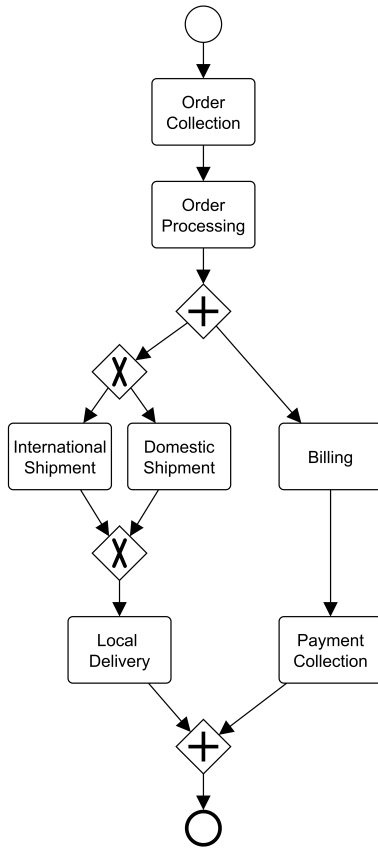 Order
Collection
Order
Processing
International
Shipment
Domestic
Shipment
Billing
Local
Delivery
Payment
Collection